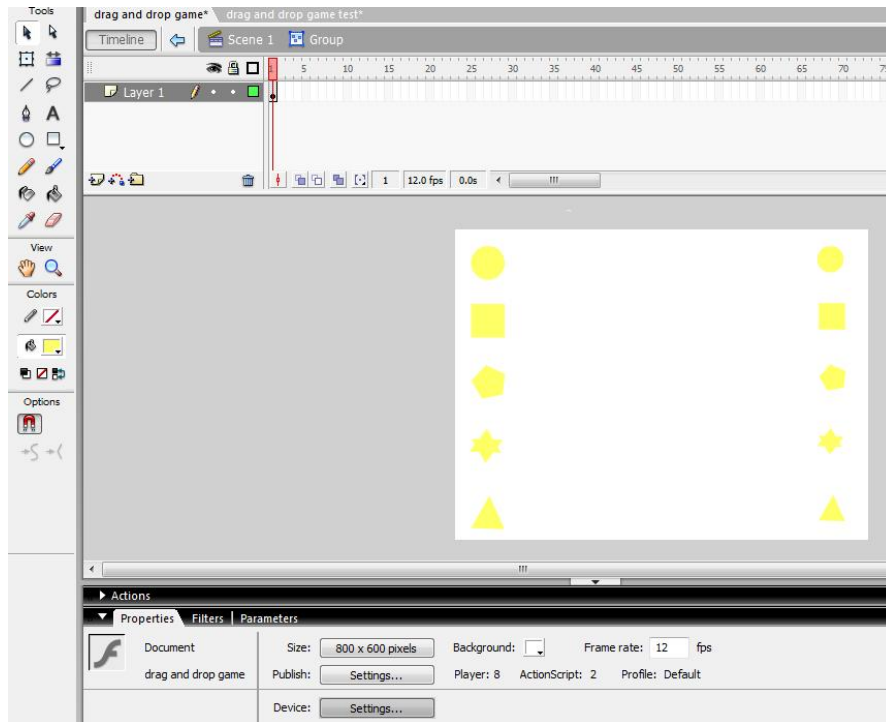 Tools
drag and drop game* drag and drop game test*
Timeline Scene 1 Group
1 5 10 15 20 25 30 35 40 45 50 55 60 65 70
Layer 1
1 12.0 fps 0.0s
View
Colors
Options
Actions
Properties Filters Parameters
Document Size: 800 x 600 pixels Background: Frame rate: 12 fps
drag and drop game Publish: Settings... Player: 8 ActionScript: 2 Profile: Default
Device: Settings...